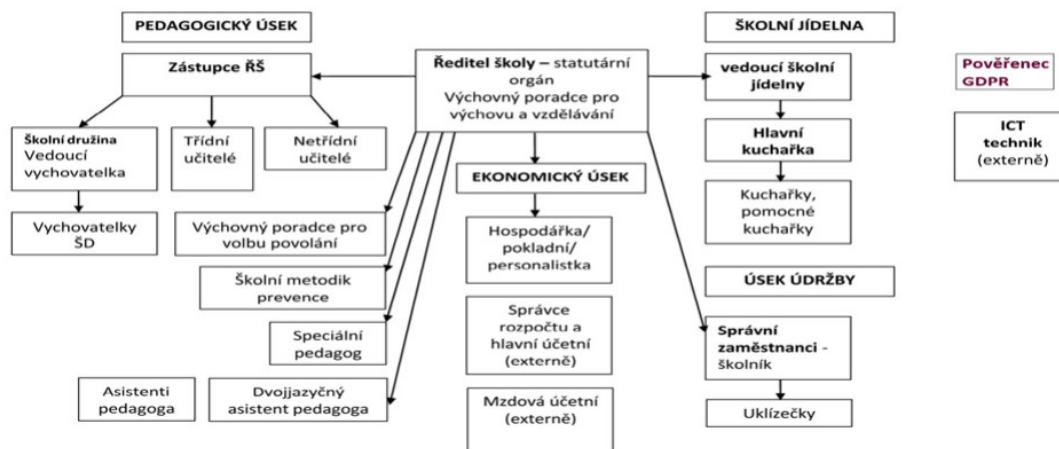 PEDAGOGICKÝ ÚSEK
ŠKOLNÍ JÍDELNA
Zástupce ŘŠ
Ředitel školy – statutární
orgán
Výchovný poradce pro
výchovu a vzdělávání
vedoucí školní
jídelny
Pověřenec
GDPR
Školní družina
Vedoucí
vychovatelka
Třídní
učitelé
Netřídní
učitelé
Hlavní
kuchařka
ICT
technik
(externě)
EKONOMICKÝ ÚSEK
Vychovatelky
ŠD
Výchovný poradce pro
volbu povolání
Hospodářka/
pokladní/
personalistka
Kuchařky,
pomocné
kuchařky
Školní metodik
prevence
ÚSEK ÚDRŽBY
Speciální
pedagog
Správce
rozpočtu a
hlavní účetní
(externě)
Správní
zaměstnanci -
školník
Asistenti
pedagoga
Dvojjazyčný
asistent pedagoga
Mzdová účetní
(externě)
Uklízečky